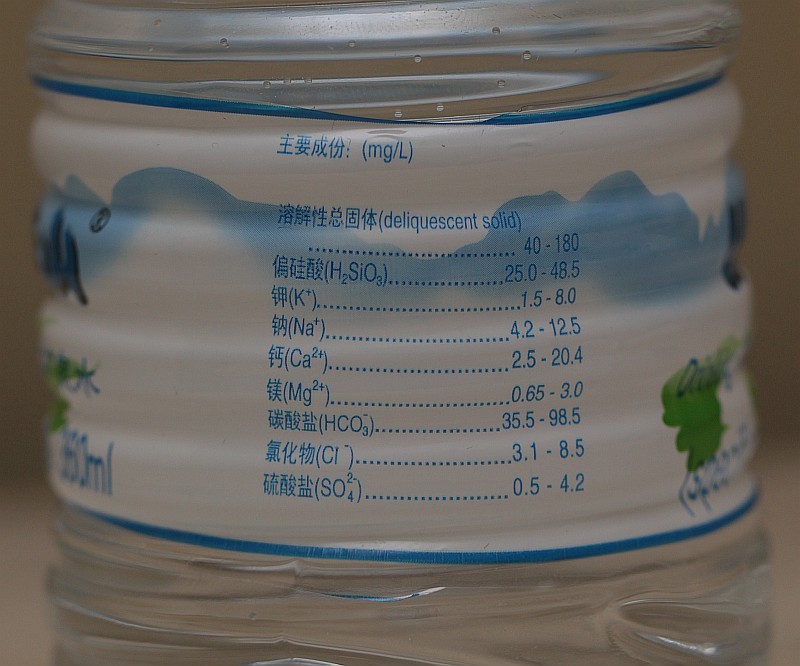 主要成份: (mg/L)
溶解性总固体(deliquescent solid)
........................................ 40 - 180
偏硅酸(H₂SiO₃)......................25.0 - 48.5
钾(K⁺)......................................1.5 - 8.0
钠(Na⁺)..................................4.2 - 12.5
钙(Ca²⁺)................................2.5 - 20.4
镁(Mg²⁺)................................0.65 - 3.0
碳酸盐(HCO₃⁻)........................35.5 - 98.5
氯化物(Cl⁻)............................3.1 - 8.5
硫酸盐(SO₄²⁻)..........................0.5 - 4.2
水
ml